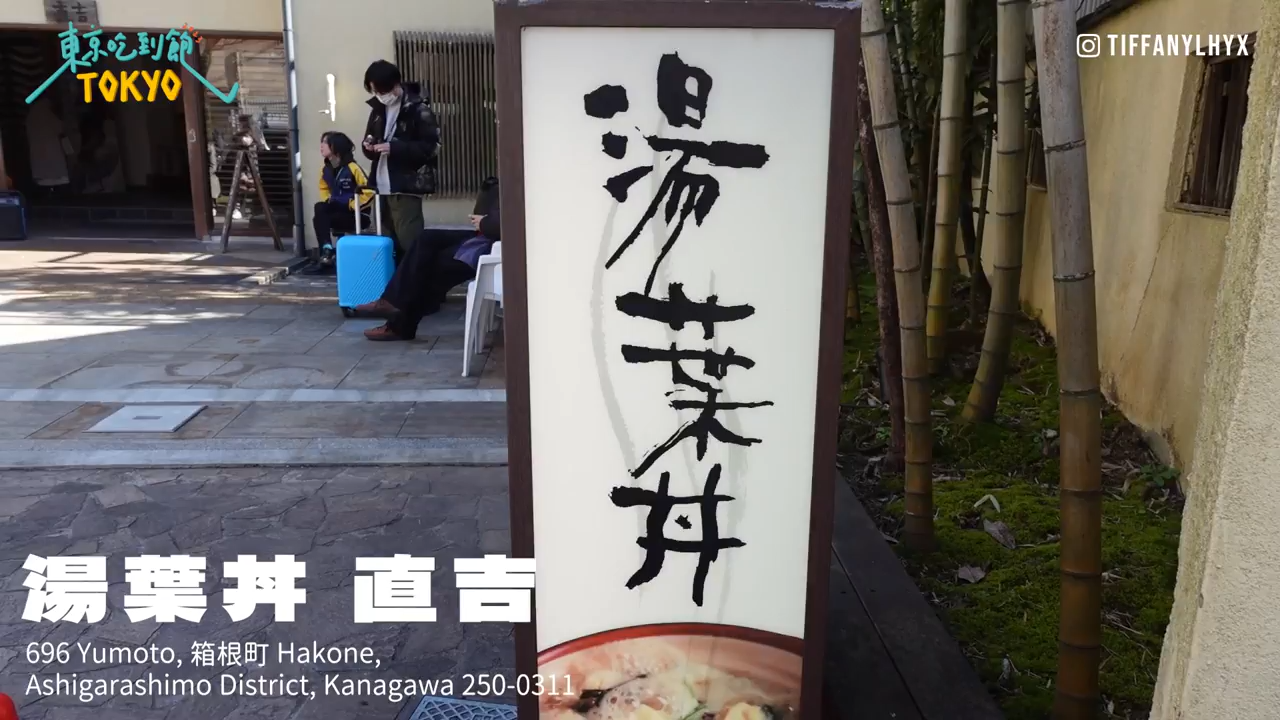 東京吃到飽
TOKYO
TIFFANYLHYX
湯葉丼
湯葉丼 直吉
696 Yumoto, 箱根町 Hakone,
Ashigarashimo District, Kanagawa 250-0311